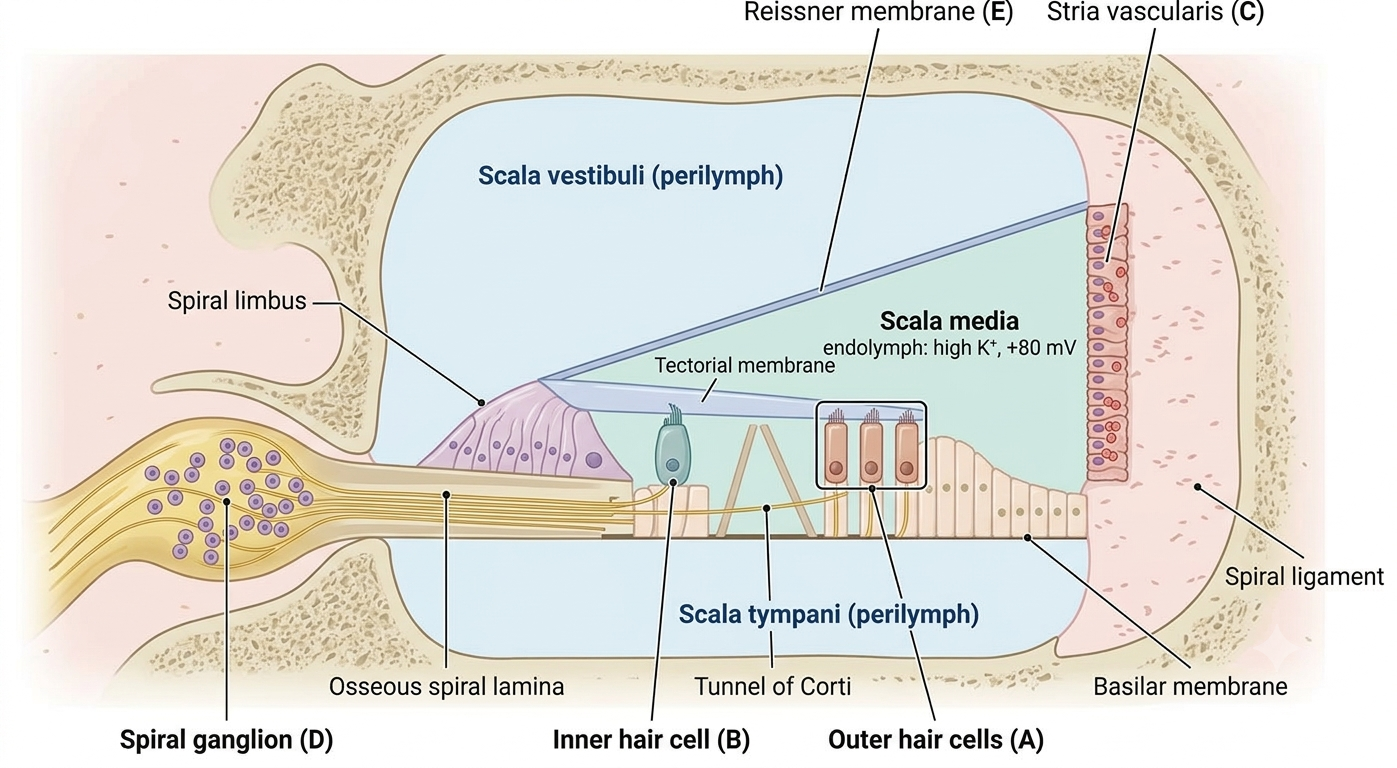 Reissner membrane (E)
Stria vascularis (C)
Scala vestibuli (perilymph)
Spiral limbus
Scala media
endolymph: high K⁺, +80 mV
Tectorial membrane
Spiral ligament
Scala tympani (perilymph)
Osseous spiral lamina
Tunnel of Corti
Basilar membrane
Spiral ganglion (D)
Inner hair cell (B)
Outer hair cells (A)